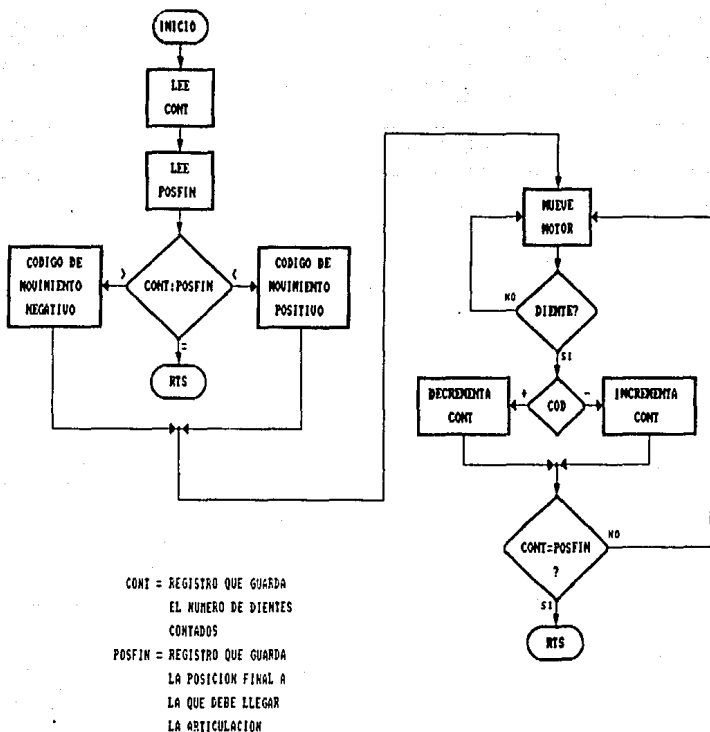 INICIO
LEE
CONT
LEE
POSFIN
CODIGO DE
MOVIMIENTO
NEGATIVO
>
CONT:POSFIN
<
CODIGO DE
MOVIMIENTO
POSITIVO
=
RTS
MUEVE
MOTOR
NO
DIENTE?
SI
DECREMENTA
CONT
+
COD
-
INCREMENTA
CONT
CONT=POSFIN
?
NO
SI
RTS
CONT = REGISTRO QUE GUARDA
EL NUMERO DE DIENTES
CONTADOS
POSFIN = REGISTRO QUE GUARDA
LA POSICION FINAL A
LA QUE DEBE LLEGAR
LA ARTICULACION